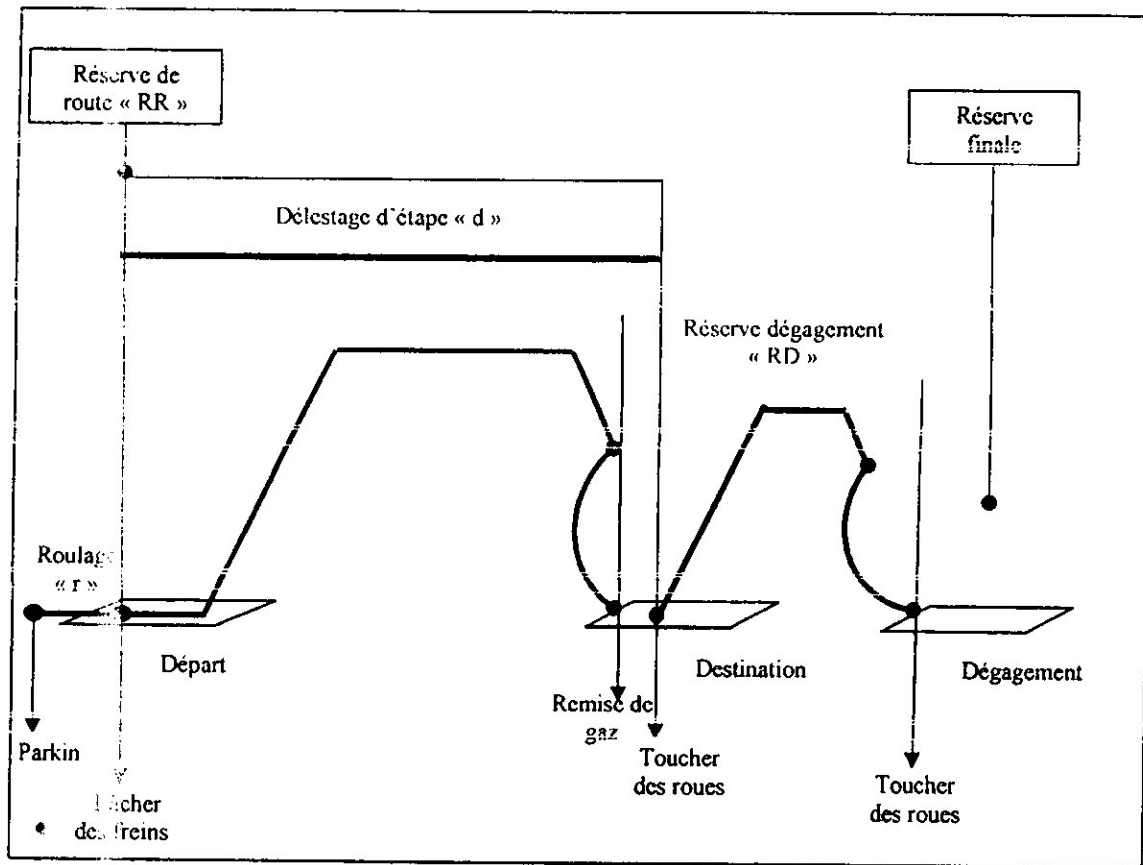 Réserve de
route « RR »
Réserve
finale
Délestage d'étape « d »
Réserve dégagement
« RD »
Roulage
« r »
Départ
Destination
Dégagement
Parkin
Remise de
gaz
Toucher
des roues
Toucher
des roues
Lâcher
des freins